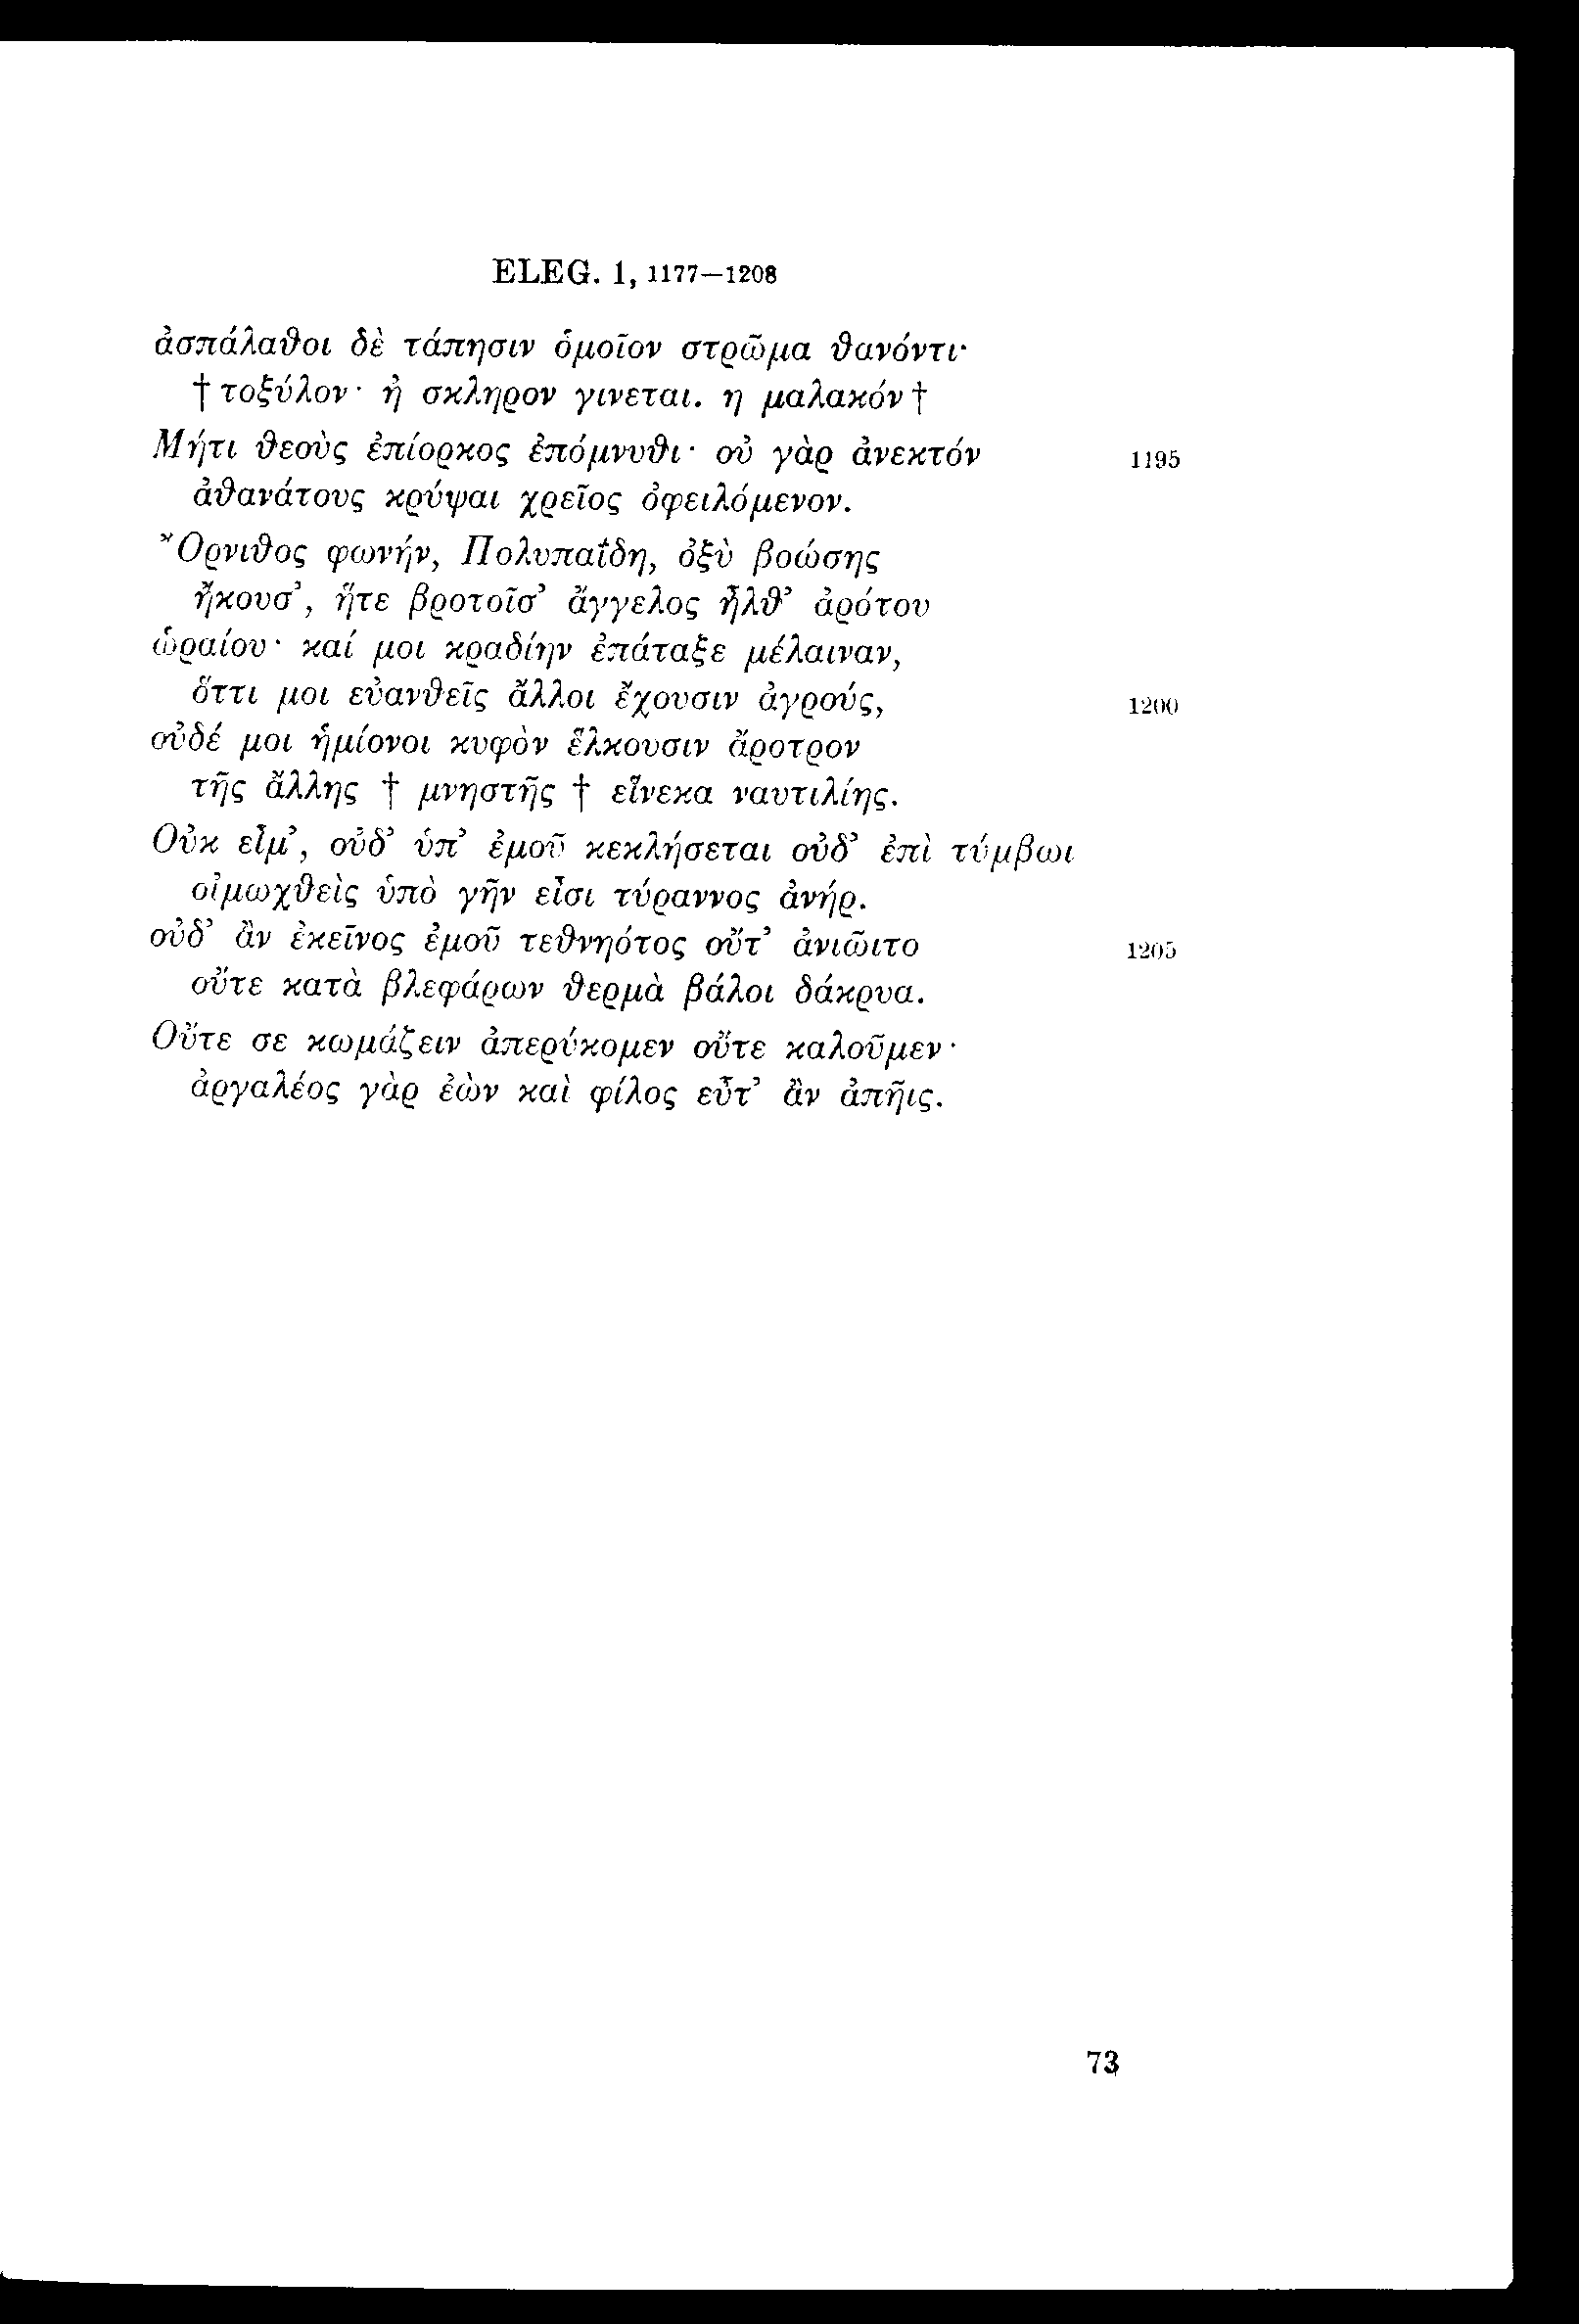 ELEG. 1, 1177—1208
ἀσπάλαθοι δὲ τάπησιν ὁμοῖον στρῶμα θανόντι·
† τοξύλον· ἢ σκληρον γινεται. η μαλακόν †
Μήτι θεοὺς ἐπίορκος ἐπόμνυθι· οὐ γὰρ ἀνεκτόν 1195
ἀθανάτους κρύψαι χρεῖος ὀφειλόμενον.
Ὄρνιθος φωνήν, Πολυπαΐδη, ὀξὺ βοώσης
ἤκουσ’, ἥτε βροτοῖσ’ ἄγγελος ἦλθ’ ἀρότου
ὡραίου· καί μοι κραδίην ἐπάταξε μέλαιναν,
ὅττι μοι εὐανθεῖς ἄλλοι ἔχουσιν ἀγρούς, 1200
οὐδέ μοι ἡμίονοι κυφὸν ἕλκουσιν ἄροτρον
τῆς ἄλλης † μνηστῆς † εἵνεκα ναυτιλίης.
Οὐκ εἶμ’, οὐδ’ ὑπ’ ἐμοῦ κεκλήσεται οὐδ’ ἐπὶ τύμβωι
οἰμωχθεὶς ὑπὸ γῆν εἶσι τύραννος ἀνήρ.
οὐδ’ ἂν ἐκεῖνος ἐμοῦ τεθνηότος οὔτ’ ἀνιῶιτο 1205
οὔτε κατὰ βλεφάρων θερμὰ βάλοι δάκρυα.
Οὔτε σε κωμάζειν ἀπερύκομεν οὔτε καλοῦμεν·
ἀργαλέος γὰρ ἐὼν καὶ φίλος εὖτ’ ἂν ἀπῆις.
73